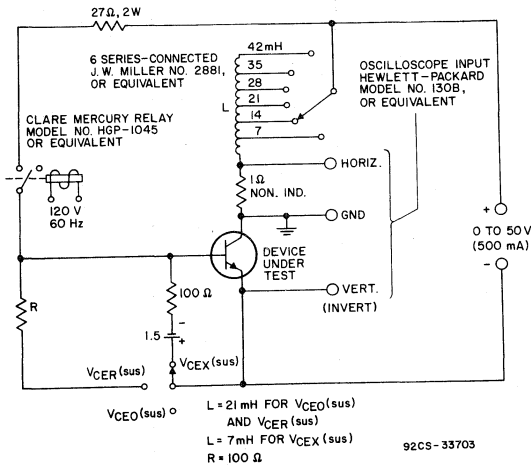 27Ω, 2W
6 SERIES-CONNECTED
J. W. MILLER NO. 2881,
OR EQUIVALENT
42mH
35
28
21
14
7
L
OSCILLOSCOPE INPUT
HEWLETT-PACKARD
MODEL NO. 130B,
OR EQUIVALENT
CLARE MERCURY RELAY
MODEL NO. HGP-1045
OR EQUIVALENT
120 V
60 Hz
HORIZ.
1Ω
NON. IND.
GND
+
0 TO 50V
(500 mA)
-
DEVICE
UNDER
TEST
VERT.
(INVERT)
R
100 Ω
-
1.5
+
VCEX(sus)
VCER(sus)
VCEO(sus)
L = 21 mH FOR VCEO(sus)
AND VCER(sus)
L = 7mH FOR VCEX(sus)
R = 100 Ω
92CS-33703